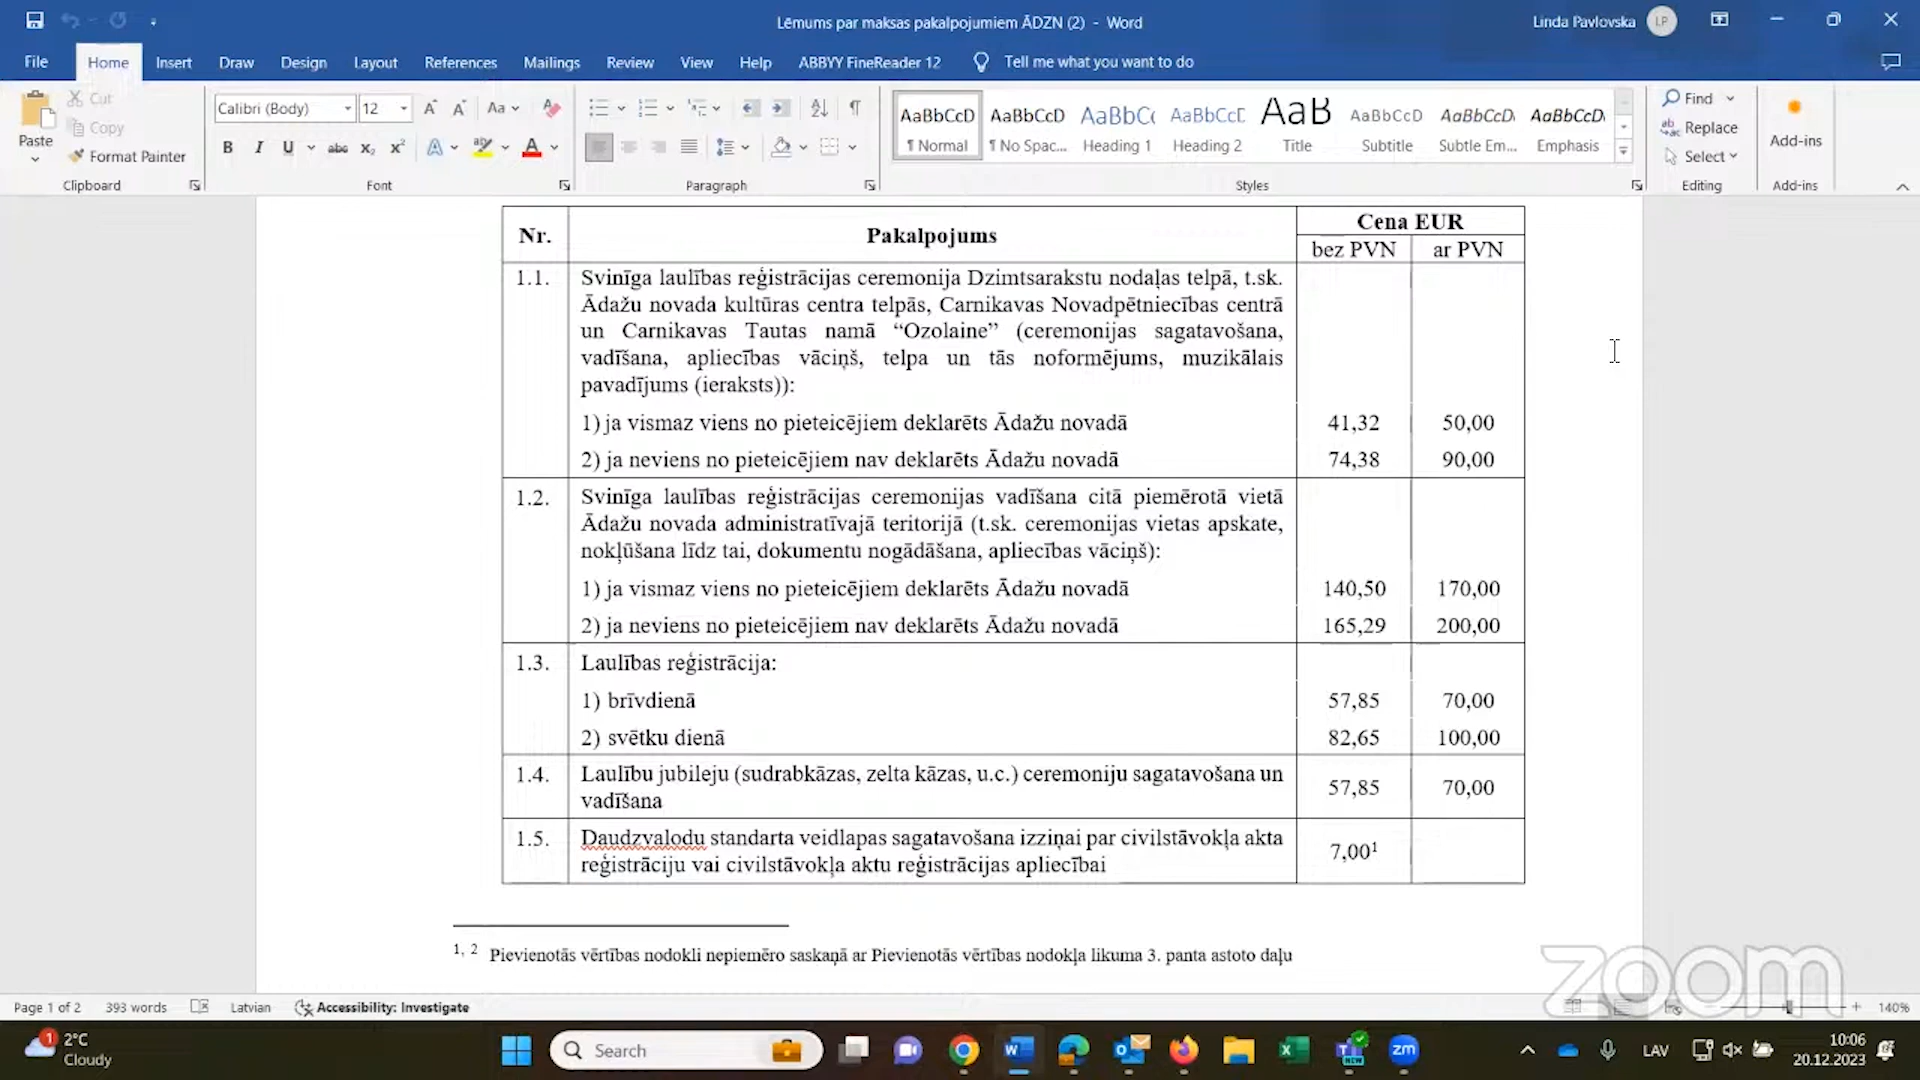 Lēmums par maksas pakalpojumiem ĀDZN (2) - Word
Linda Pavlovska LP
File Home Insert Draw Design Layout References Mailings Review View Help ABBYY FineReader 12 Tell me what you want to do
Paste
Cut
Copy
Format Painter
Clipboard
Calibri (Body) 12
Font
Paragraph
AaBbCcD AaBbCcD AaBbC AaBbCcD AaB AaBbCcD AaBbCcD AaBbCcD
¶ Normal ¶ No Spac... Heading 1 Heading 2 Title Subtitle Subtle Em... Emphasis
Styles
Find
Replace
Select
Editing
Add-ins
Add-ins
Nr. Pakalpojums Cena EUR
bez PVN ar PVN
1.1. Svinīga laulības reģistrācijas ceremonija Dzimtsarakstu nodaļas telpā, t.sk.
Ādažu novada kultūras centra telpās, Carnikavas Novadpētniecības centrā
un Carnikavas Tautas namā “Ozolaine” (ceremonijas sagatavošana,
vadīšana, apliecības vāciņš, telpa un tās noformējums, muzikālais
pavadījums (ieraksts)):
1) ja vismaz viens no pieteicējiem deklarēts Ādažu novadā 41,32 50,00
2) ja neviens no pieteicējiem nav deklarēts Ādažu novadā 74,38 90,00
1.2. Svinīga laulības reģistrācijas ceremonijas vadīšana citā piemērotā vietā
Ādažu novada administratīvajā teritorijā (t.sk. ceremonijas vietas apskate,
nokļūšana līdz tai, dokumentu nogādāšana, apliecības vāciņš):
1) ja vismaz viens no pieteicējiem deklarēts Ādažu novadā 140,50 170,00
2) ja neviens no pieteicējiem nav deklarēts Ādažu novadā 165,29 200,00
1.3. Laulības reģistrācija:
1) brīvdienā 57,85 70,00
2) svētku dienā 82,65 100,00
1.4. Laulību jubileju (sudrabkāzas, zelta kāzas, u.c.) ceremoniju sagatavošana un
vadīšana 57,85 70,00
1.5. Daudzvalodu standarta veidlapas sagatavošana izziņai par civilstāvokļa akta
reģistrāciju vai civilstāvokļa aktu reģistrācijas apliecībai 7,00¹
1, 2 Pievienotās vērtības nodokli nepiemēro saskaņā ar Pievienotās vērtības nodokļa likuma 3. panta astoto daļu
zoom
Page 1 of 2 393 words Latvian Accessibility: Investigate 140%
1 2°C
Cloudy
Search
NEW
zm
LAV
10:06
20.12.2023